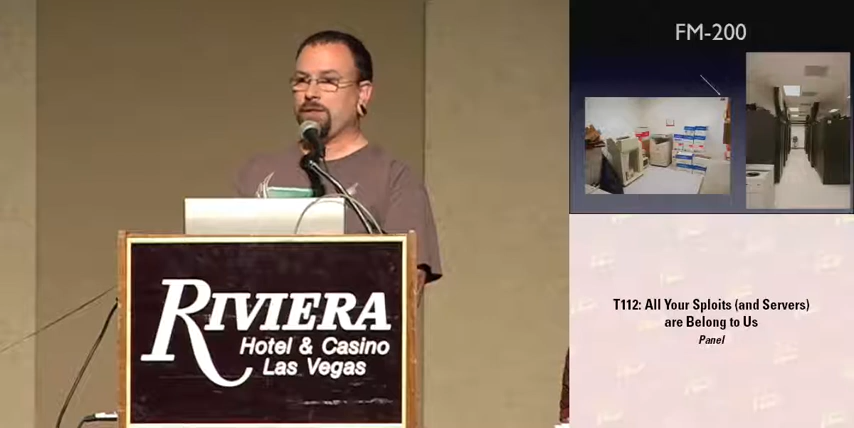 FM-200
T112: All Your Sploits (and Servers)
are Belong to Us
Panel
RIVIERA
Hotel & Casino
Las Vegas